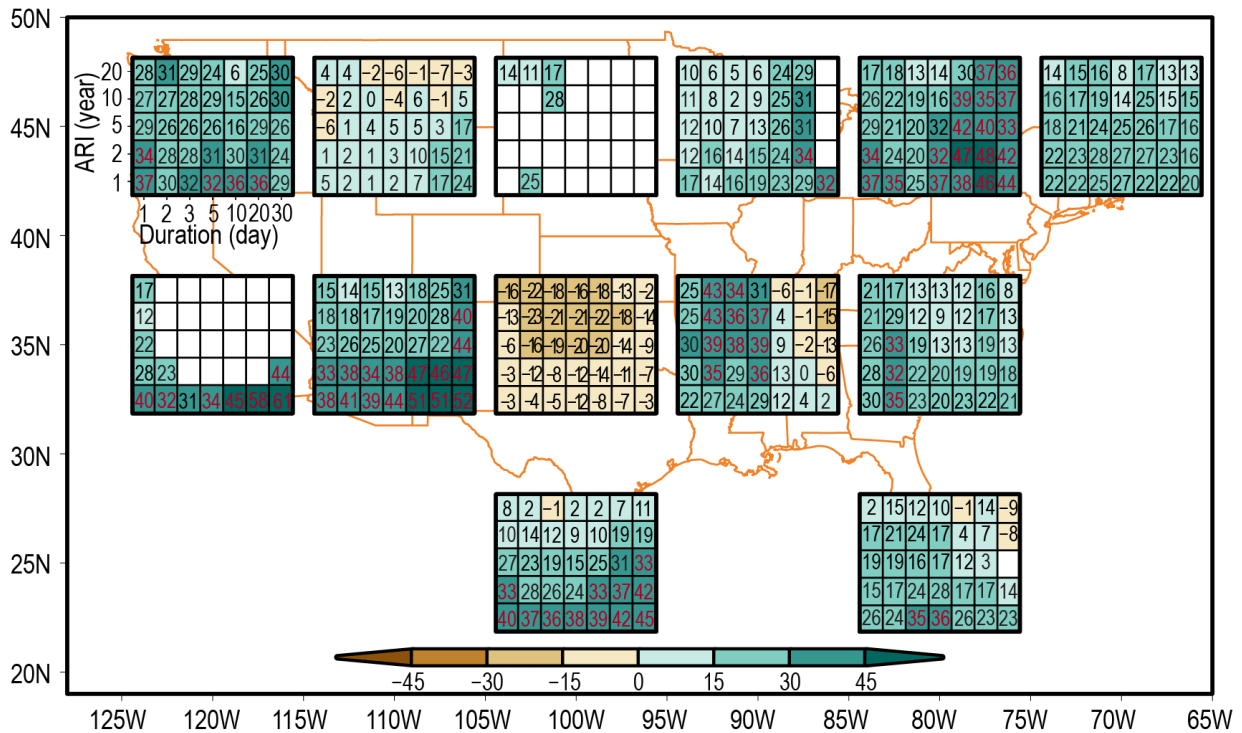 50N
20 28 31 29 24 6 25 30 4 4 −2 −6 −1 −7 −3 14 11 17 10 6 5 6 24 29 17 18 13 14 30 37 36 14 15 16 8 17 13 13
10 27 27 28 29 15 26 30 −2 2 0 −4 6 −1 5 28 11 8 2 9 25 31 26 22 19 16 39 35 37 16 17 19 14 25 15 15
45N
5 29 26 26 26 16 29 26 −6 1 4 5 5 3 17 12 10 7 13 26 31 29 21 20 32 42 40 33 18 21 24 25 26 17 16
ARI (year)
2 34 28 28 31 30 31 24 1 2 1 3 10 15 21 12 16 14 15 24 34 34 24 20 32 47 48 42 22 23 28 27 27 23 16
1 37 30 32 32 36 36 29 5 2 1 2 7 17 24 25 17 14 16 19 23 29 32 37 35 25 37 38 46 44 22 22 25 27 22 22 20
1 2 3 5 10 20 30
Duration (day)
40N
17 15 14 15 13 18 25 31 −16 −22 −18 −16 −18 −13 −2 25 43 34 31 −6 −1 −17 21 17 13 13 12 16 8
12 18 18 17 19 20 28 40 −13 −23 −21 −21 −22 −18 −14 25 43 36 37 4 −1 −15 21 29 12 9 12 17 13
35N
22 23 26 25 20 27 22 44 −6 −16 −19 −20 −20 −14 −9 30 39 38 39 9 −2 −13 26 33 19 13 13 19 13
28 23 44 33 38 34 38 47 46 47 −3 −12 −8 −12 −14 −11 −7 30 35 29 36 13 0 −6 28 32 22 20 19 19 18
40 32 31 34 45 58 61 38 41 39 44 51 51 52 −3 −4 −5 −12 −8 −7 −3 22 27 24 29 12 4 2 30 35 23 20 23 22 21
30N
8 2 −1 2 2 7 11 2 15 12 10 −1 14 −9
10 14 12 9 10 19 19 17 21 24 17 4 7 −8
25N
27 23 19 15 25 31 33 19 19 16 17 12 3
33 28 26 24 33 37 42 15 17 24 28 17 17 14
40 37 36 38 39 42 45 26 24 35 36 26 23 23
20N
−45 −30 −15 0 15 30 45
125W 120W 115W 110W 105W 100W 95W 90W 85W 80W 75W 70W 65W